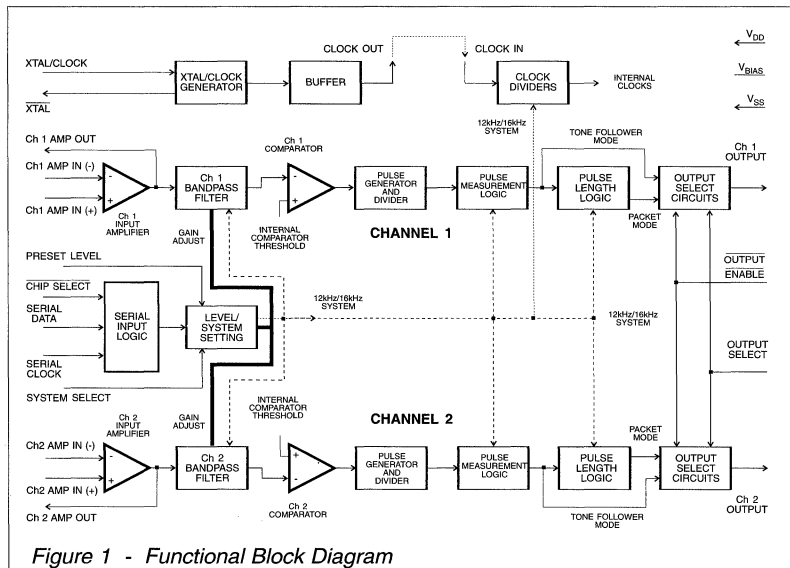 CLOCK OUT
CLOCK IN
V_DD
XTAL/CLOCK
XTAL/CLOCK
GENERATOR
BUFFER
CLOCK
DIVIDERS
INTERNAL
CLOCKS
V_BIAS
XTAL
V_SS
12kHz/16kHz
SYSTEM
Ch 1 AMP OUT
Ch 1
COMPARATOR
TONE FOLLOWER
MODE
Ch 1
OUTPUT
Ch1 AMP IN (-)
Ch1 AMP IN (+)
-
+
Ch 1
INPUT
AMPLIFIER
Ch 1
BANDPASS
FILTER
-
+
PULSE
GENERATOR
AND
DIVIDER
PULSE
MEASUREMENT
LOGIC
PULSE
LENGTH
LOGIC
OUTPUT
SELECT
CIRCUITS
GAIN
ADJUST
INTERNAL
COMPARATOR
THRESHOLD
CHANNEL 1
PACKET
MODE
PRESET LEVEL
OUTPUT
ENABLE
CHIP SELECT
SERIAL
DATA
SERIAL
INPUT
LOGIC
LEVEL/
SYSTEM
SETTING
12kHz/16kHz
SYSTEM
12kHz/16kHz
SYSTEM
SERIAL
CLOCK
OUTPUT
SELECT
SYSTEM SELECT
Ch 2
INPUT
AMPLIFIER
GAIN
ADJUST
INTERNAL
COMPARATOR
THRESHOLD
CHANNEL 2
PACKET
MODE
Ch2 AMP IN (-)
Ch2 AMP IN (+)
-
+
Ch 2
BANDPASS
FILTER
+
-
PULSE
GENERATOR
AND
DIVIDER
PULSE
MEASUREMENT
LOGIC
PULSE
LENGTH
LOGIC
OUTPUT
SELECT
CIRCUITS
Ch 2 AMP OUT
Ch 2
COMPARATOR
TONE FOLLOWER
MODE
Ch 2
OUTPUT
Figure 1 - Functional Block Diagram